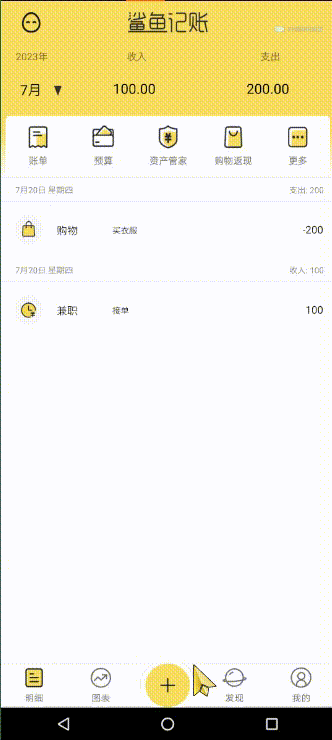 鲨鱼记账
2023年 收入 支出
7月 100.00 200.00
账单 预算 资产管家 购物返现 更多
7月20日 星期四 支出: 200
购物 买衣服 -200
7月20日 星期四 收入: 100
兼职 接单 100
明细 图表 发现 我的